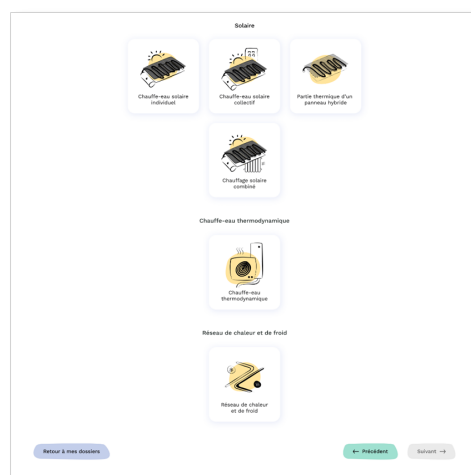 Solaire
Chauffe-eau solaire
individuel
Chauffe-eau solaire
collectif
Partie thermique d'un
panneau hybride
Chauffage solaire
combiné
Chauffe-eau thermodynamique
Chauffe-eau
thermodynamique
Réseau de chaleur et de froid
Réseau de chaleur
et de froid
Retour à mes dossiers
← Précédent
Suivant →